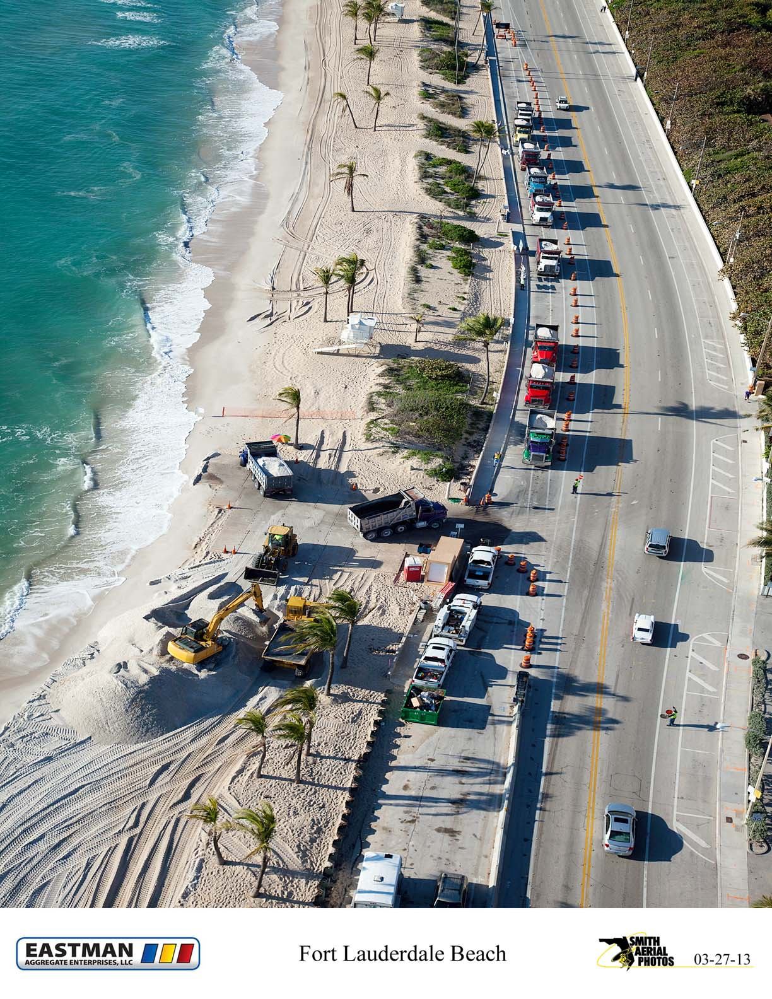 EASTMAN
AGGREGATE ENTERPRISES, LLC
Fort Lauderdale Beach
SMITH
AERIAL
PHOTOS
03-27-13